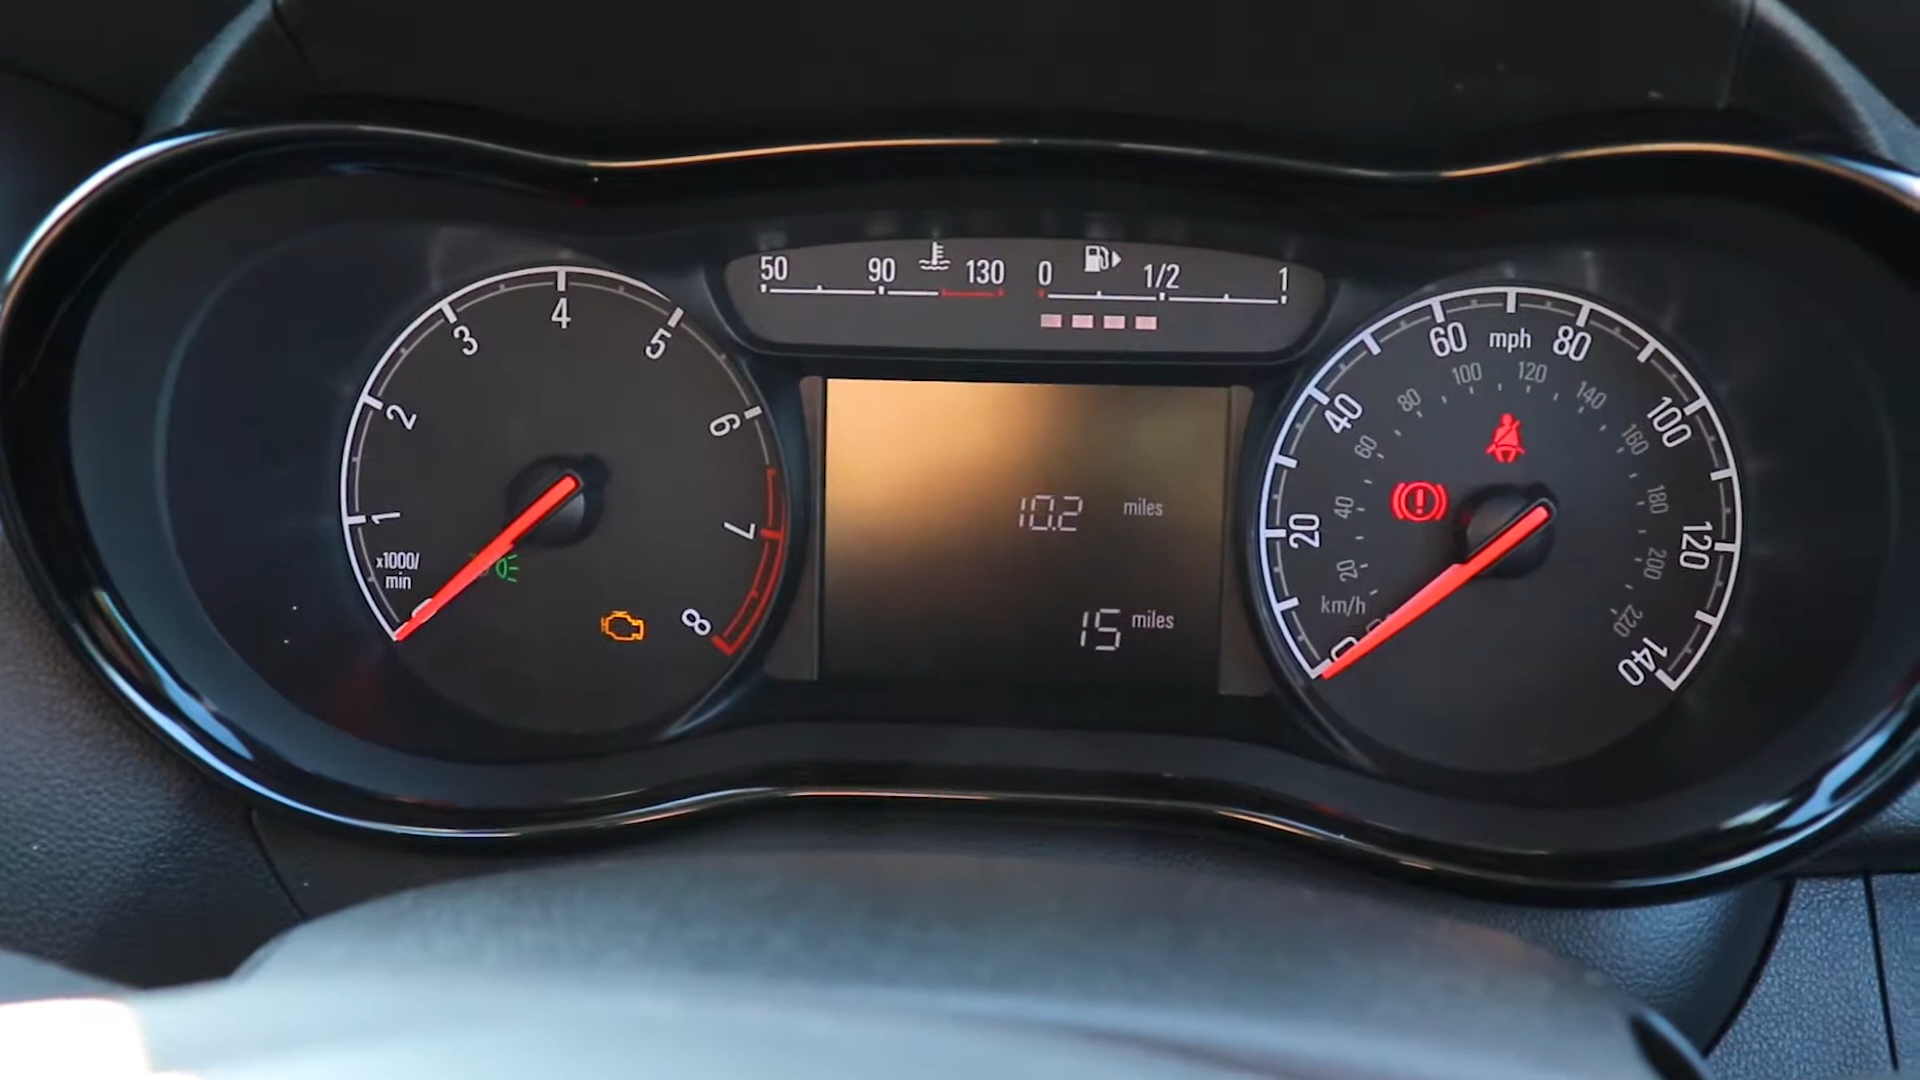 50 90 130 0 1/2 1
0 1 2 3 4 5 6 7 8
x1000/
min
10.2 miles
15 miles
0 20 40 60 80 100 120 140
mph
20 40 60 80 100 120 140 160 180 200 220
km/h